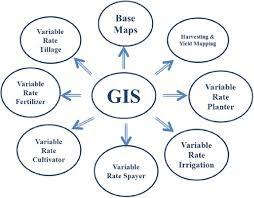 Base
Maps
Variable
Rate
Tillage
Harvesting &
Yield Mapping
Variable
Rate
Fertilizer
GIS
Variable
Rate
Planter
Variable
Rate
Cultivator
Variable
Rate
Irrigation
Variable
Rate Spayer